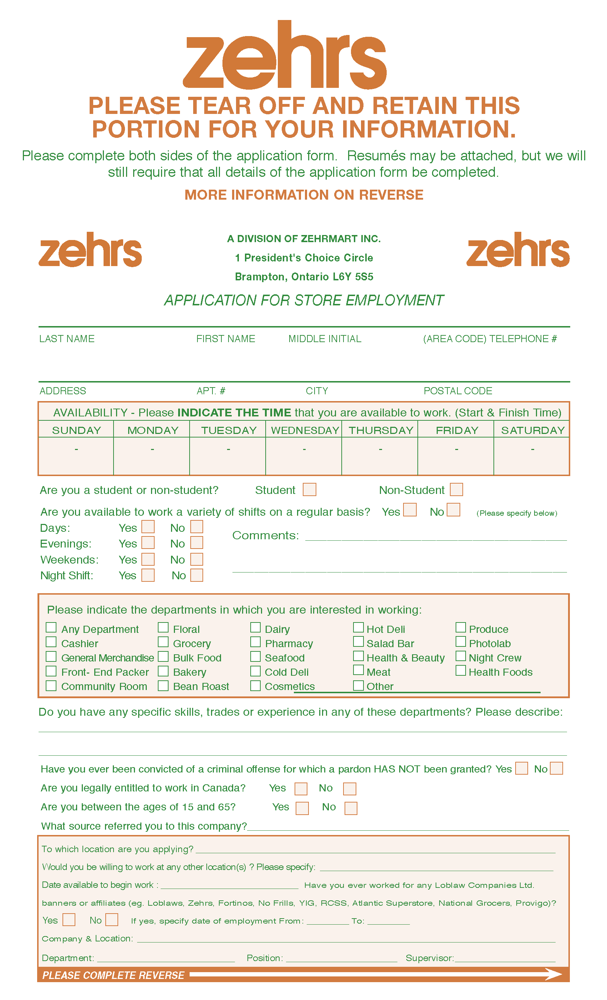 zehrs
PLEASE TEAR OFF AND RETAIN THIS
PORTION FOR YOUR INFORMATION.
Please complete both sides of the application form. Resumés may be attached, but we will
still require that all details of the application form be completed.
MORE INFORMATION ON REVERSE
zehrs
A DIVISION OF ZEHRMART INC.
zehrs
1 President's Choice Circle
Brampton, Ontario L6Y 5S5
APPLICATION FOR STORE EMPLOYMENT
LAST NAME FIRST NAME MIDDLE INITIAL (AREA CODE) TELEPHONE #
ADDRESS APT. # CITY POSTAL CODE
AVAILABILITY - Please INDICATE THE TIME that you are available to work. (Start & Finish Time)
SUNDAY MONDAY TUESDAY WEDNESDAY THURSDAY FRIDAY SATURDAY
- - - - - - -
Are you a student or non-student? Student Non-Student
Are you available to work a variety of shifts on a regular basis? Yes No (Please specify below)
Days: Yes No
Comments:
Evenings: Yes No
Weekends: Yes No
Night Shift: Yes No
Please indicate the departments in which you are interested in working:
Any Department Floral Dairy Hot Deli Produce
Cashier Grocery Pharmacy Salad Bar Photolab
General Merchandise Bulk Food Seafood Health & Beauty Night Crew
Front- End Packer Bakery Cold Deli Meat Health Foods
Community Room Bean Roast Cosmetics Other
Do you have any specific skills, trades or experience in any of these departments? Please describe:
Have you ever been convicted of a criminal offense for which a pardon HAS NOT been granted? Yes No
Are you legally entitled to work in Canada? Yes No
Are you between the ages of 15 and 65? Yes No
What source referred you to this company?
To which location are you applying?
Would you be willing to work at any other location(s) ? Please specify:
Date available to begin work : Have you ever worked for any Loblaw Companies Ltd.
banners or affiliates (eg. Loblaws, Zehrs, Fortinos, No Frills, YIG, RCSS, Atlantic Superstore, National Grocers, Provigo)?
Yes No If yes, specify date of employment From: To:
Company & Location:
Department: Position: Supervisor:
PLEASE COMPLETE REVERSE